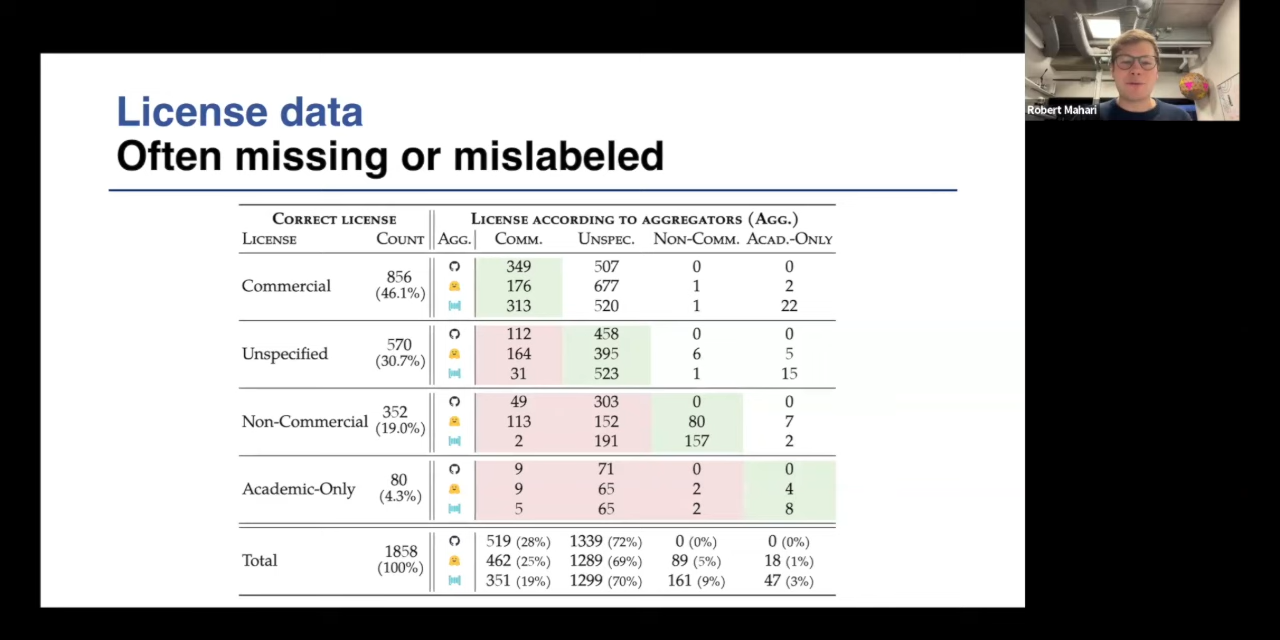 Robert Mahari
License data
Often missing or mislabeled
CORRECT LICENSE LICENSE ACCORDING TO AGGREGATORS (AGG.)
LICENSE COUNT AGG. COMM. UNSPEC. NON-COMM. ACAD.-ONLY
Commercial 856 (46.1%)
349 507 0 0
176 677 1 2
313 520 1 22
Unspecified 570 (30.7%)
112 458 0 0
164 395 6 5
31 523 1 15
Non-Commercial 352 (19.0%)
49 303 0 0
113 152 80 7
2 191 157 2
Academic-Only 80 (4.3%)
9 71 0 0
9 65 2 4
5 65 2 8
Total 1858 (100%)
519 (28%) 1339 (72%) 0 (0%) 0 (0%)
462 (25%) 1289 (69%) 89 (5%) 18 (1%)
351 (19%) 1299 (70%) 161 (9%) 47 (3%)